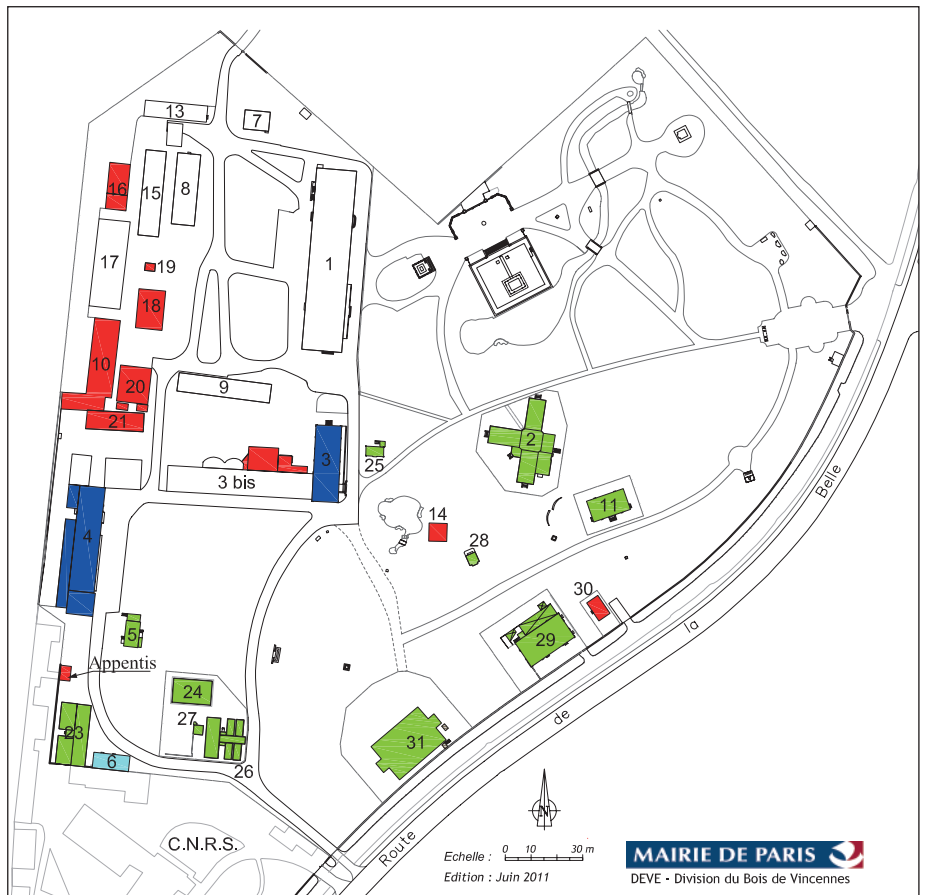 13
7
16
15
8
17
1
19
18
10
20
9
21
3
25
2
3 bis
14
11
4
28
30
5
29
Appentis
24
27
23
6
26
31
Belle
la
de
Route
C.N.R.S.
N
Echelle : 0 10 30 m
Edition : Juin 2011
MAIRIE DE PARIS
DEVE - Division du Bois de Vincennes